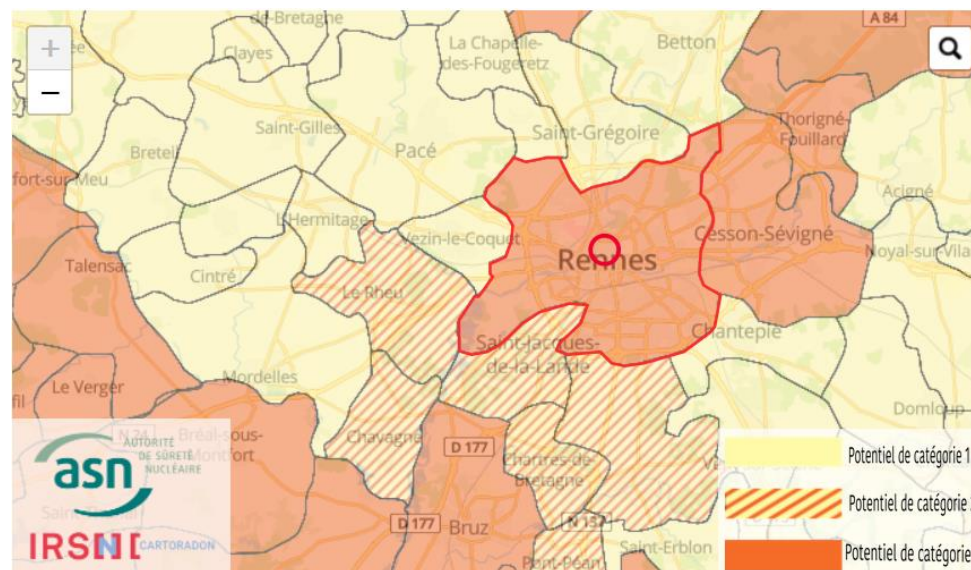 +
−
de-Bretagne
A 84
Clayes
La Chapelle-
des-Fougeretz
Betton
Saint-Gilles
Pacé
Saint-Grégoire
Thorigné-
Fouillard
Breteil
fort-sur-Meu
L'Hermitage
Vezin-le-Coquet
Acigné
Cesson-Sévigné
Noyal-sur-Vila
Rennes
Talensac
Cintré
Le Rheu
Saint-Jacques-
de-la-Lande
Chantepie
Le Verger
Mordelles
Domloup
fil
N 24
Bréal-sous-
Montfort
Chavagne
D 177
Chartres-de-
Bretagne
D 177
Bruz
N 137
Saint-Erblon
Pont-Péan
asn
AUTORITÉ
DE SÛRETÉ
NUCLÉAIRE
IRSN
CARTORADON
Potentiel de catégorie 1
Potentiel de catégorie
Potentiel de catégorie